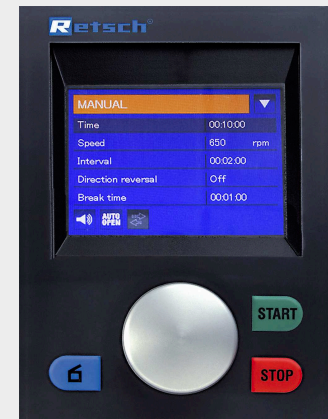 Retsch®
MANUAL
Time 00:10:00
Speed 650 rpm
Interval 00:02:00
Direction reversal Off
Break time 00:01:00
AUTO
OPEN
START
STOP